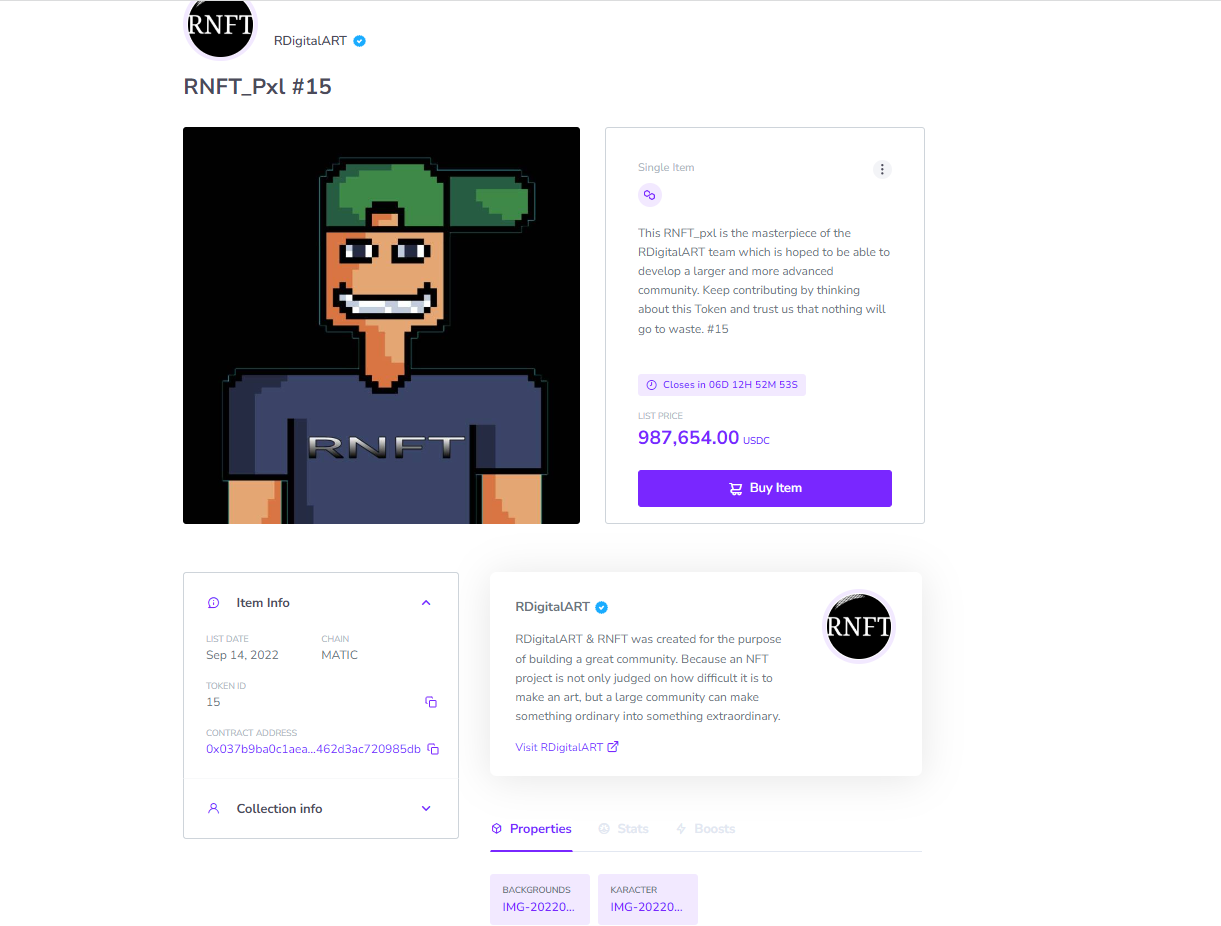 RNFT
RDigitalART
RNFT_Pxl #15
RNFT
Single Item
This RNFT_pxl is the masterpiece of the
RDigitalART team which is hoped to be able to
develop a larger and more advanced
community. Keep contributing by thinking
about this Token and trust us that nothing will
go to waste. #15
Closes in 06D 12H 52M 53S
LIST PRICE
987,654.00 USDC
Buy Item
Item Info
LIST DATE CHAIN
Sep 14, 2022 MATIC
TOKEN ID
15
CONTRACT ADDRESS
0x037b9ba0c1aea...462d3ac720985db
Collection info
RDigitalART
RNFT
RDigitalART & RNFT was created for the purpose
of building a great community. Because an NFT
project is not only judged on how difficult it is to
make an art, but a large community can make
something ordinary into something extraordinary.
Visit RDigitalART
Properties Stats Boosts
BACKGROUNDS KARACTER
IMG-20220... IMG-20220...